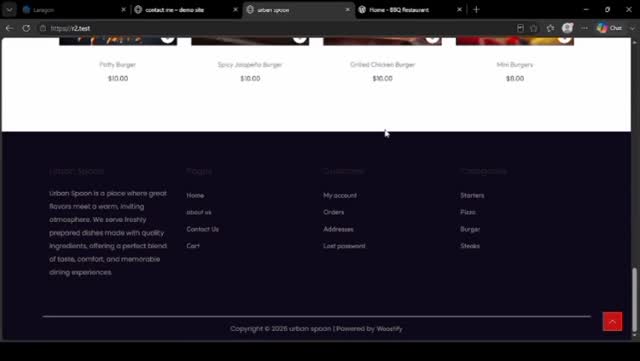 Laragon
contact me – demo site
urban spoon
Home - BBQ Restaurant
https://r2.test
Chat
Patty Burger
$10.00
Spicy Jalapeño Burger
$10.00
Grilled Chicken Burger
$16.00
Mini Burgers
$8.00
Urban Spoon
Urban Spoon is a place where great
flavors meet a warm, inviting
atmosphere. We serve freshly
prepared dishes made with quality
ingredients, offering a perfect blend
of taste, comfort, and memorable
dining experiences.
Pages
Home
about us
Contact Us
Cart
My account
Orders
Addresses
Lost password
Categories
Starters
Pizza
Burger
Steaks
Copyright © 2026 urban spoon | Powered by Woostify